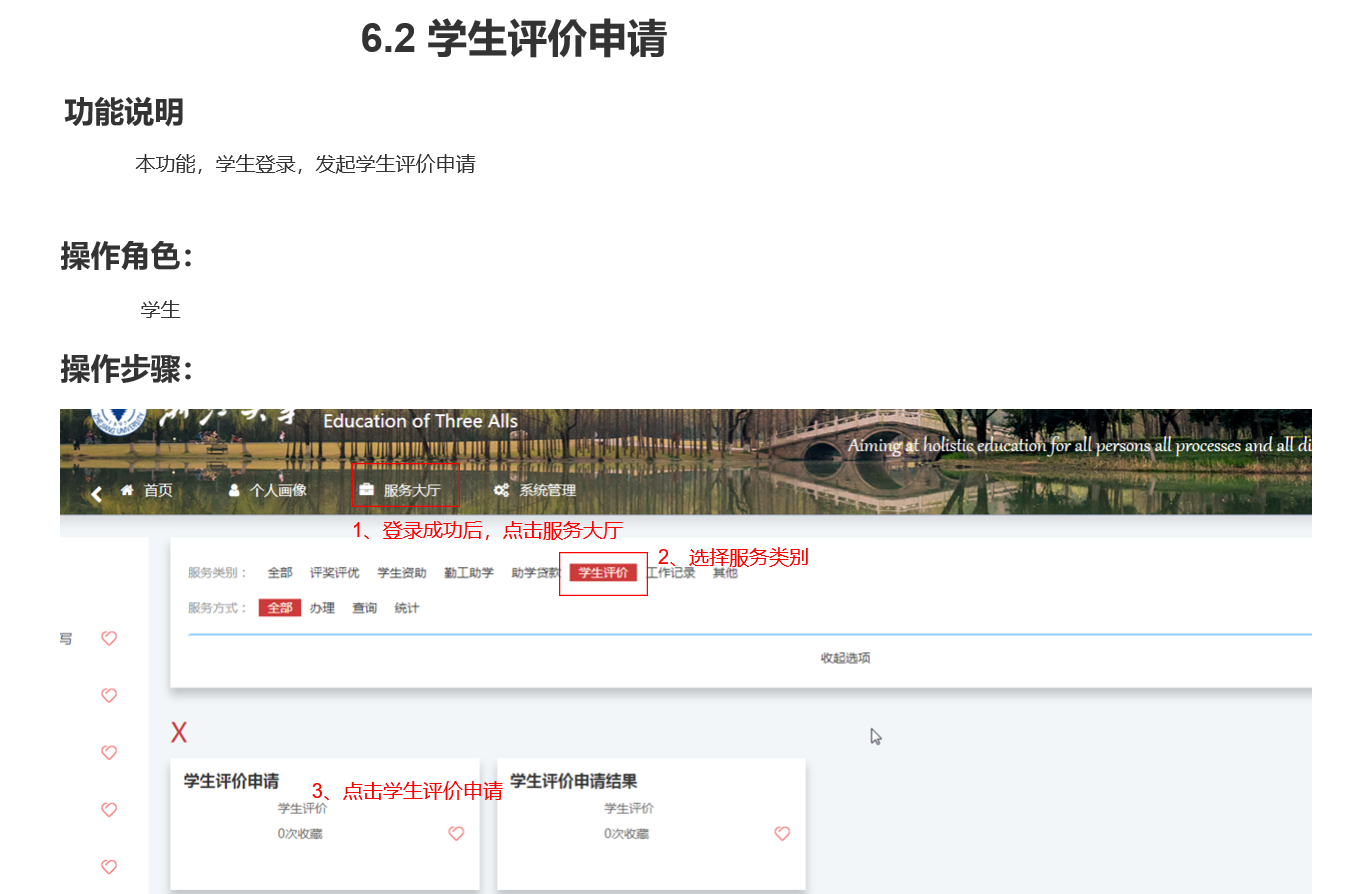 6.2 学生评价申请
功能说明
本功能，学生登录，发起学生评价申请
操作角色：
学生
操作步骤：
Education of Three Alls
Aiming at holistic education for all persons all processes and all di
首页 个人画像 服务大厅 系统管理
1、登录成功后，点击服务大厅
2、选择服务类别
服务类别： 全部 评奖评优 学生资助 勤工助学 助学贷款 学生评价 工作记录 其他
服务方式： 全部 办理 查询 统计
写
收起选项
X
学生评价申请
3、点击学生评价申请
学生评价
0次收藏
学生评价申请结果
学生评价
0次收藏